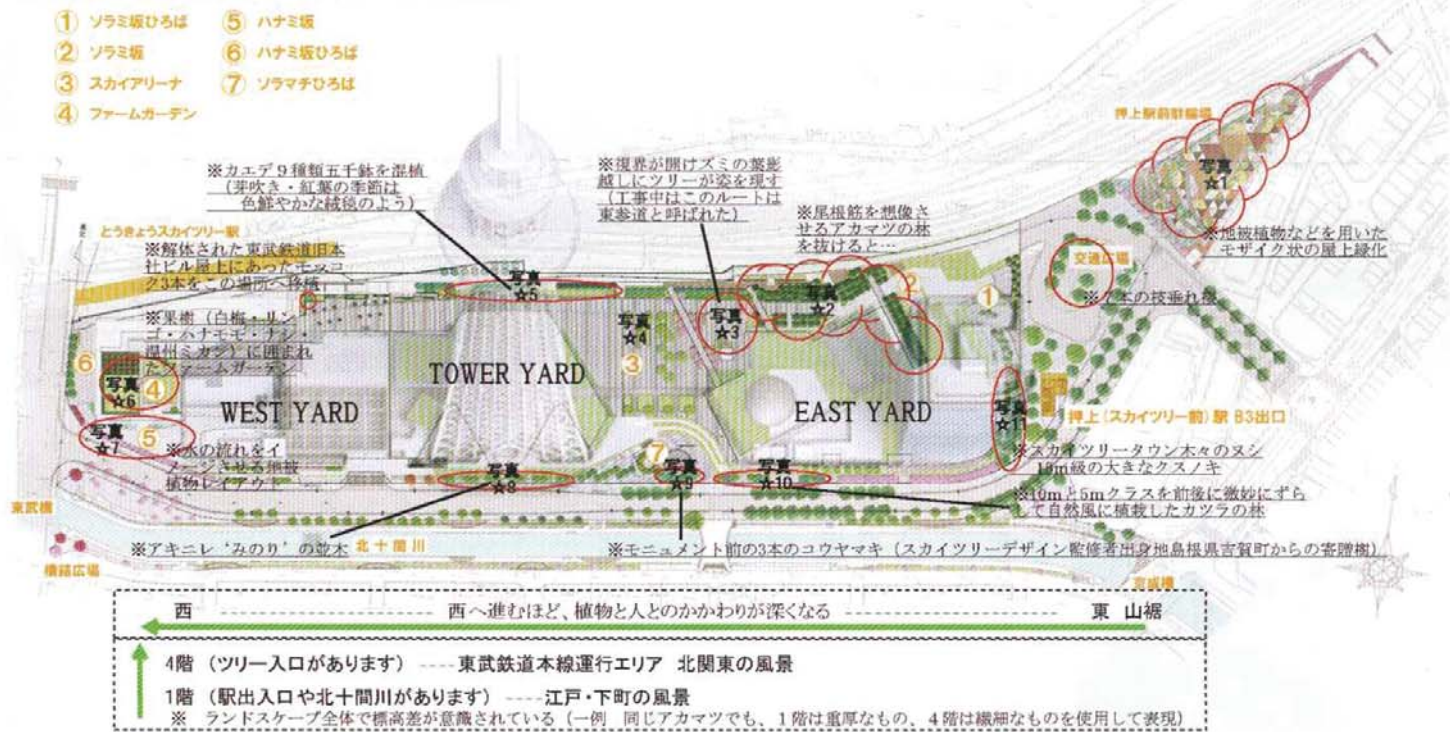 ① ソラミ坂ひろば
② ソラミ坂
③ スカイアリーナ
④ ファームガーデン
⑤ ハナミ坂
⑥ ハナミ坂ひろば
⑦ ソラマチひろば
押上駅前駐輪場
写真
☆1
※地被植物などを用いた
モザイク状の屋上緑化
※カエデ9種類五千鉢を混植
(芽吹き・紅葉の季節は
色鮮やかな絨毯のよう)
※視界が開けズミの葉影
越しにツリーが姿を現す
(工事中はこのルートは
東参道と呼ばれた)
※尾根筋を想像さ
せるアカマツの林
を抜けると…
とうきょうスカイツリー駅
※解体された東武鉄道旧本
社ビル屋上にあったモッコ
ク3本をこの場所へ移植
※果樹(白梅・リン
ゴ・ハナモモ・ナシ・
温州ミカン)に囲まれ
たファームガーデン
交通広場
写真
☆5
写真
☆2
②
①
写真
☆3
写真
☆4
③
TOWER YARD
⑥
写真
☆6
④
WEST YARD
EAST YARD
写真
☆11
押上(スカイツリー前)駅 B3出口
写真
☆7
⑤
※水の流れをイ
メージさせる地被
植物レイアウト
⑦
写真
☆8
写真
☆9
写真
☆10
※スカイツリータウン木々のヌシ
級の大きなクスノキ
※10mと5mクラスを前後に微妙にずら
して自然風に植栽したカツラの林
東武橋
※アキニレ‘みのり’の並木
北十間川
※モニュメント前の3本のコウヤマキ(スカイツリーデザイン監修者出身地島根県吉賀町からの寄贈樹)
京成橋
西 西へ進むほど、植物と人とのかかわりが深くなる 東 山裾
4階 (ツリー入口があります) ----東武鉄道本線運行エリア 北関東の風景
1階 (駅出入口や北十間川があります) ----江戸・下町の風景
※ ランドスケープ全体で標高差が意識されている(一例 同じアカマツでも、1階は重厚なもの、4階は繊細なものを使用して表現)